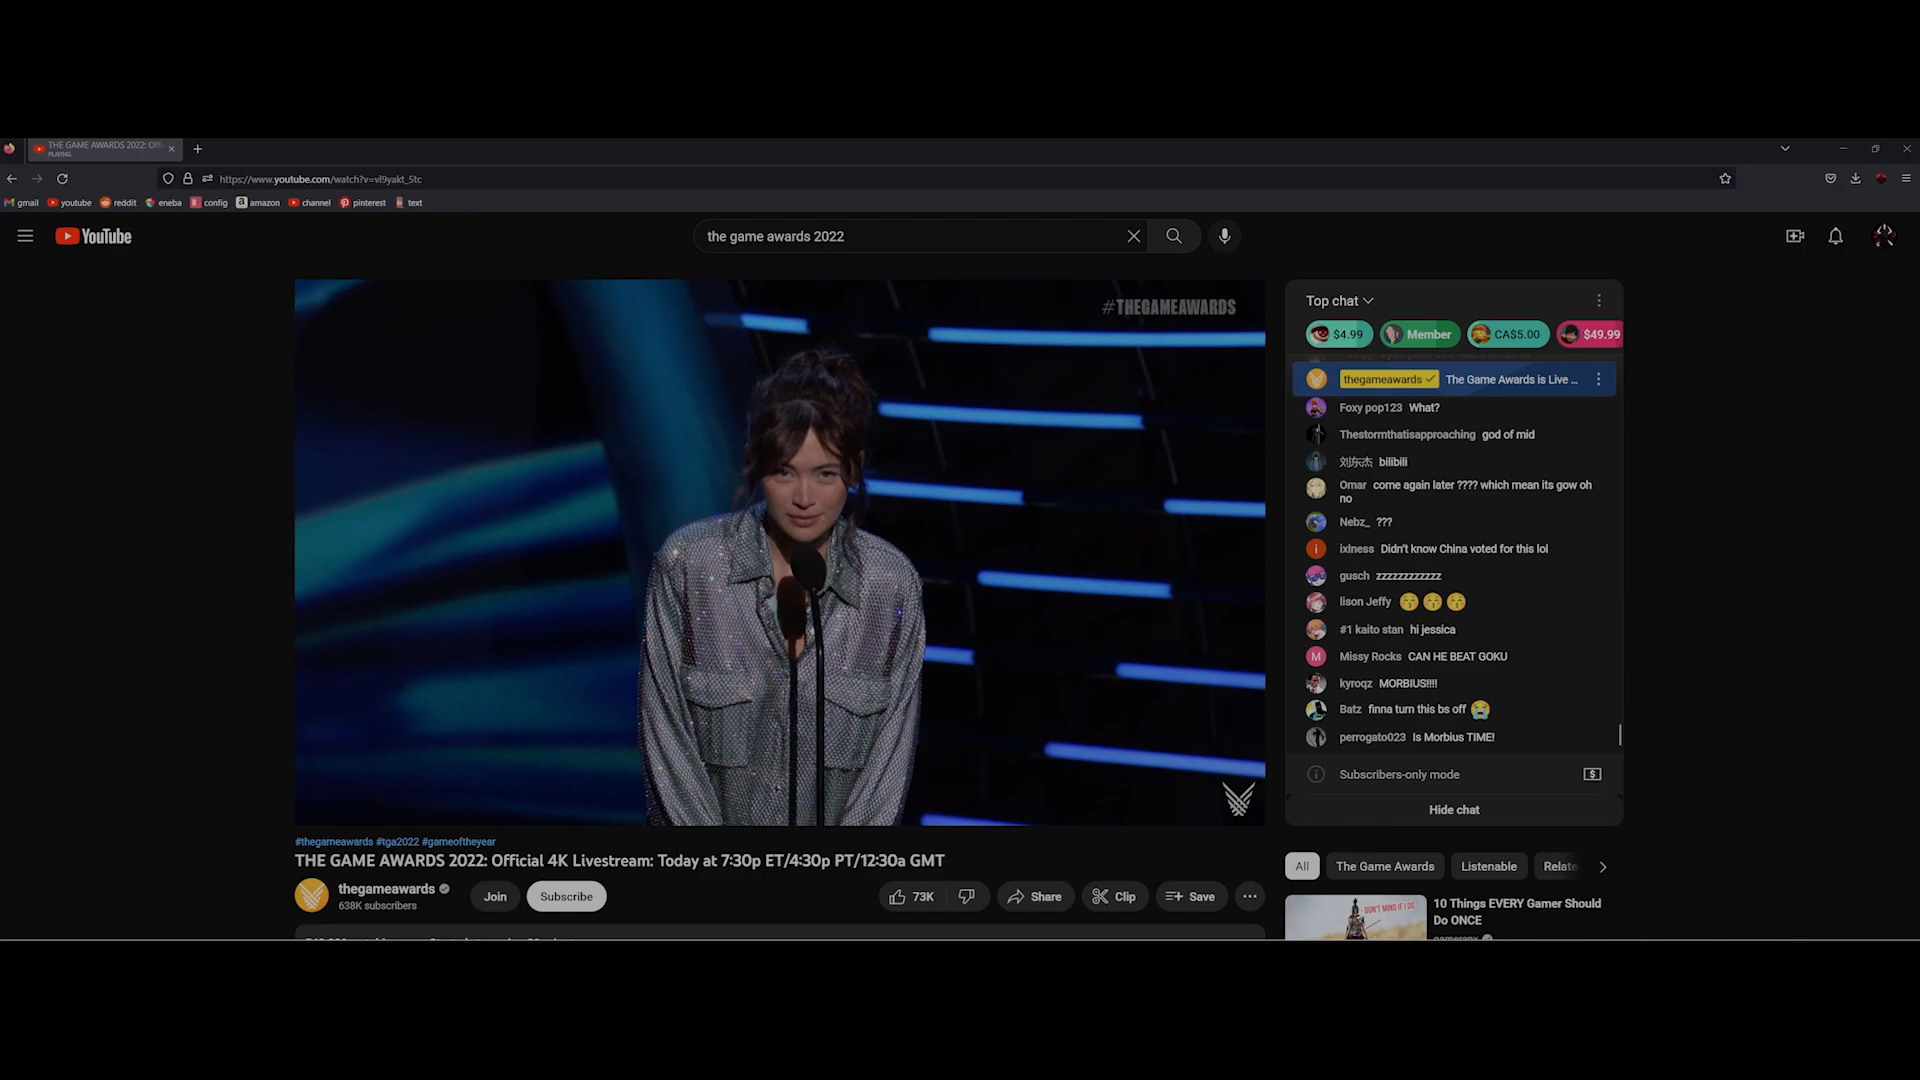 THE GAME AWARDS 2022: Offi
PLAYING
https://www.youtube.com/watch?v=vl9yakt_5tc
gmail youtube reddit eneba config amazon channel pinterest text
YouTube
the game awards 2022
#THEGAMEAWARDS
Top chat
$4.99 Member CA$5.00 $49.99
thegameawards The Game Awards is Live ...
Foxy pop123 What?
Thestormthatisapproaching god of mid
刘东杰 bilibili
Omar come again later ???? which mean its gow oh
no
Nebz_ ???
ixlness Didn't know China voted for this lol
gusch zzzzzzzzzzzz
lison Jeffy 😙 😙 😙
#1 kaito stan hi jessica
Missy Rocks CAN HE BEAT GOKU
kyroqz MORBIUS!!!!
Batz finna turn this bs off 😭
perrogato023 Is Morbius TIME!
Subscribers-only mode
Hide chat
#thegameawards #tga2022 #gameoftheyear
THE GAME AWARDS 2022: Official 4K Livestream: Today at 7:30p ET/4:30p PT/12:30a GMT
thegameawards
638K subscribers
Join Subscribe 73K Share Clip Save
All The Game Awards Listenable Relate
DON'T MIND IF I DO
10 Things EVERY Gamer Should
Do ONCE
gameranx